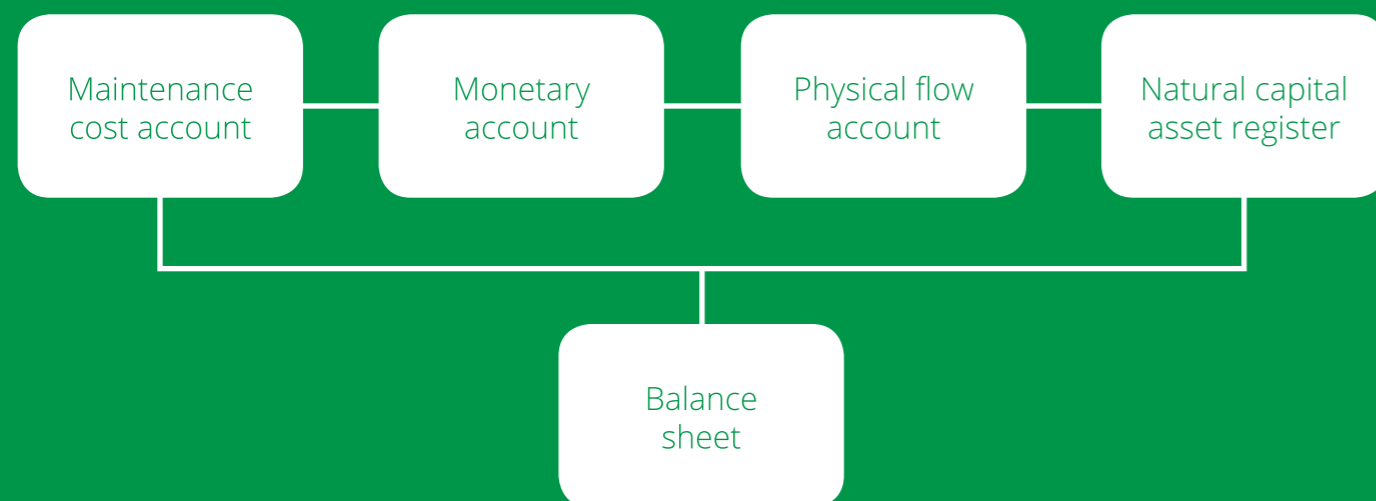 Maintenance
cost account
Monetary
account
Physical flow
account
Natural capital
asset register
Balance
sheet